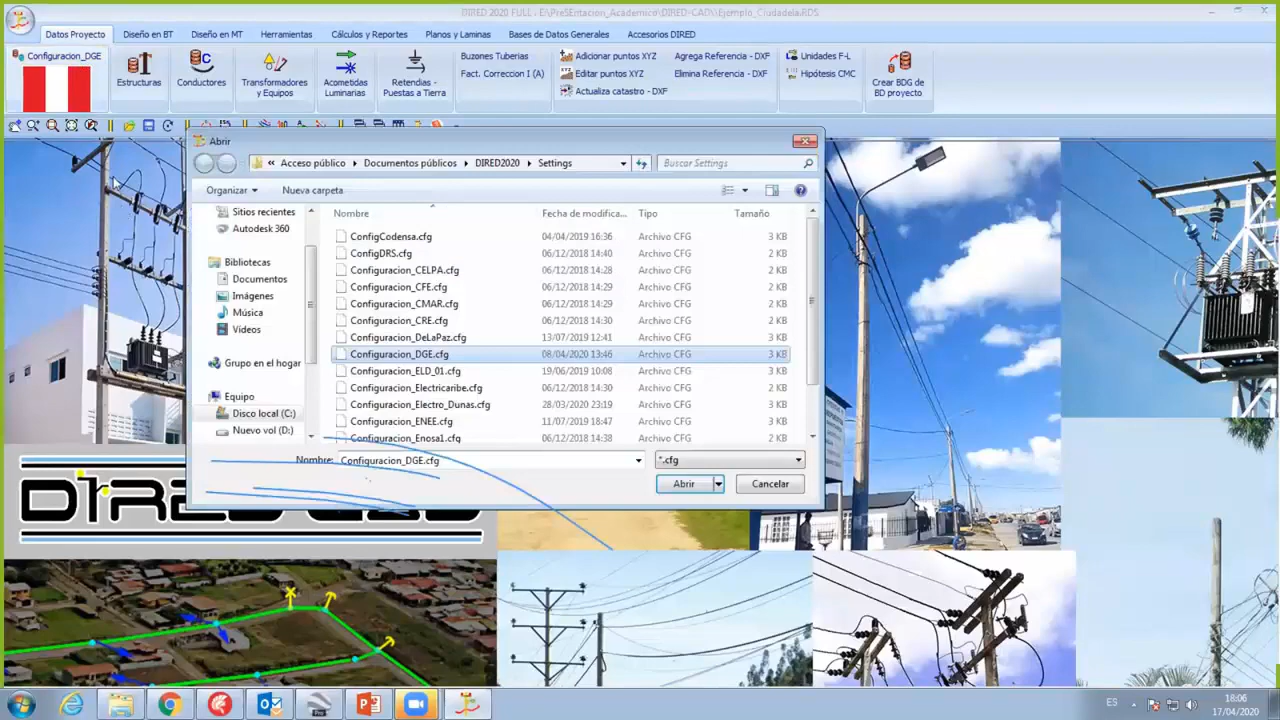 DIRED 2020 FULL - E:\PreSEntacion_Academico\DIRED-CAD\\Ejemplo_Ciudadela.RDS
Datos Proyecto Diseño en BT Diseño en MT Herramientas Cálculos y Reportes Planos y Laminas Bases de Datos Generales Accesorios DIRED
Configuracion_DGE
Estructuras
Conductores
Transformadores y Equipos
Acometidas Luminarias
Retendias - Puestas a Tierra
Buzones Tuberias
Fact. Correccion I (A)
Adicionar puntos XYZ
Editar puntos XYZ
Actualiza catastro - DXF
Agrega Referencia - DXF
Elimina Referencia - DXF
Unidades F-L
Hipótesis CMC
Crear BDG de BD proyecto
Abrir
« Acceso público Documentos públicos DIRED2020 Settings
Buscar Settings
Organizar Nueva carpeta
Sitios recientes
Autodesk 360
Bibliotecas
Documentos
Imágenes
Música
Vídeos
Grupo en el hogar
Equipo
Disco local (C:)
Nuevo vol (D:)
Nombre Fecha de modifica... Tipo Tamaño
ConfigCodensa.cfg 04/04/2019 16:36 Archivo CFG 3 KB
ConfigDRS.cfg 06/12/2018 14:40 Archivo CFG 2 KB
Configuracion_CELPA.cfg 06/12/2018 14:28 Archivo CFG 2 KB
Configuracion_CFE.cfg 06/12/2018 14:29 Archivo CFG 2 KB
Configuracion_CMAR.cfg 06/12/2018 14:29 Archivo CFG 2 KB
Configuracion_CRE.cfg 06/12/2018 14:30 Archivo CFG 2 KB
Configuracion_DeLaPaz.cfg 13/07/2019 12:41 Archivo CFG 3 KB
Configuracion_DGE.cfg 08/04/2020 13:46 Archivo CFG 3 KB
Configuracion_ELD_01.cfg 19/06/2019 10:08 Archivo CFG 3 KB
Configuracion_Electricaribe.cfg 06/12/2018 14:30 Archivo CFG 2 KB
Configuracion_Electro_Dunas.cfg 28/03/2020 23:19 Archivo CFG 3 KB
Configuracion_ENEE.cfg 11/07/2019 18:47 Archivo CFG 3 KB
Configuracion_Enosa1.cfg 06/12/2018 14:38 Archivo CFG 2 KB
Nombre: Configuracion_DGE.cfg
*.cfg
Abrir Cancelar
ES
18:06
17/04/2020